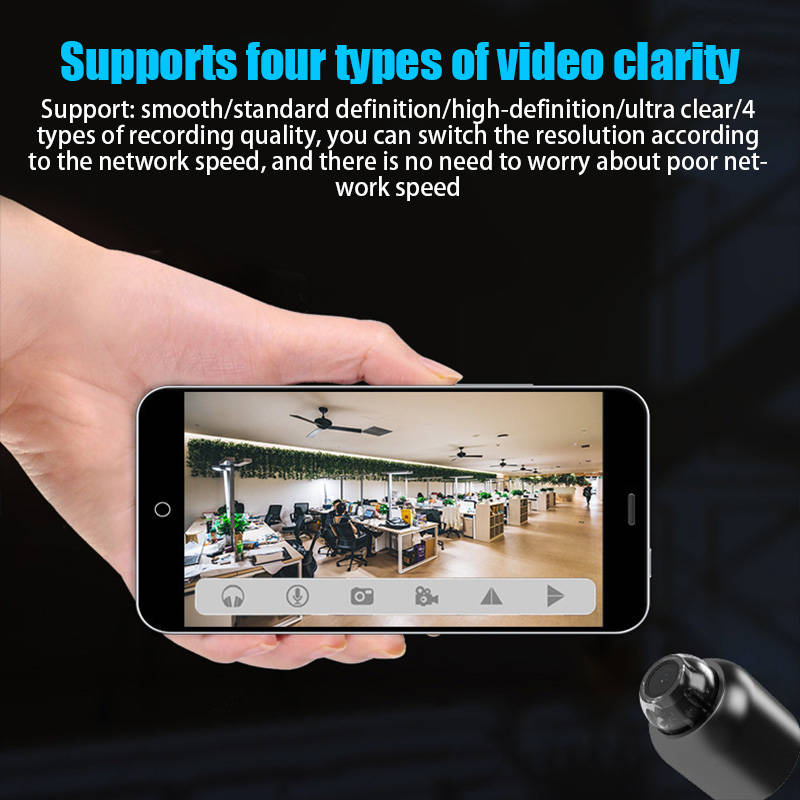 Supports four types of video clarity
Support: smooth/standard definition/high-definition/ultra clear/4
types of recording quality, you can switch the resolution according
to the network speed, and there is no need to worry about poor net-
work speed